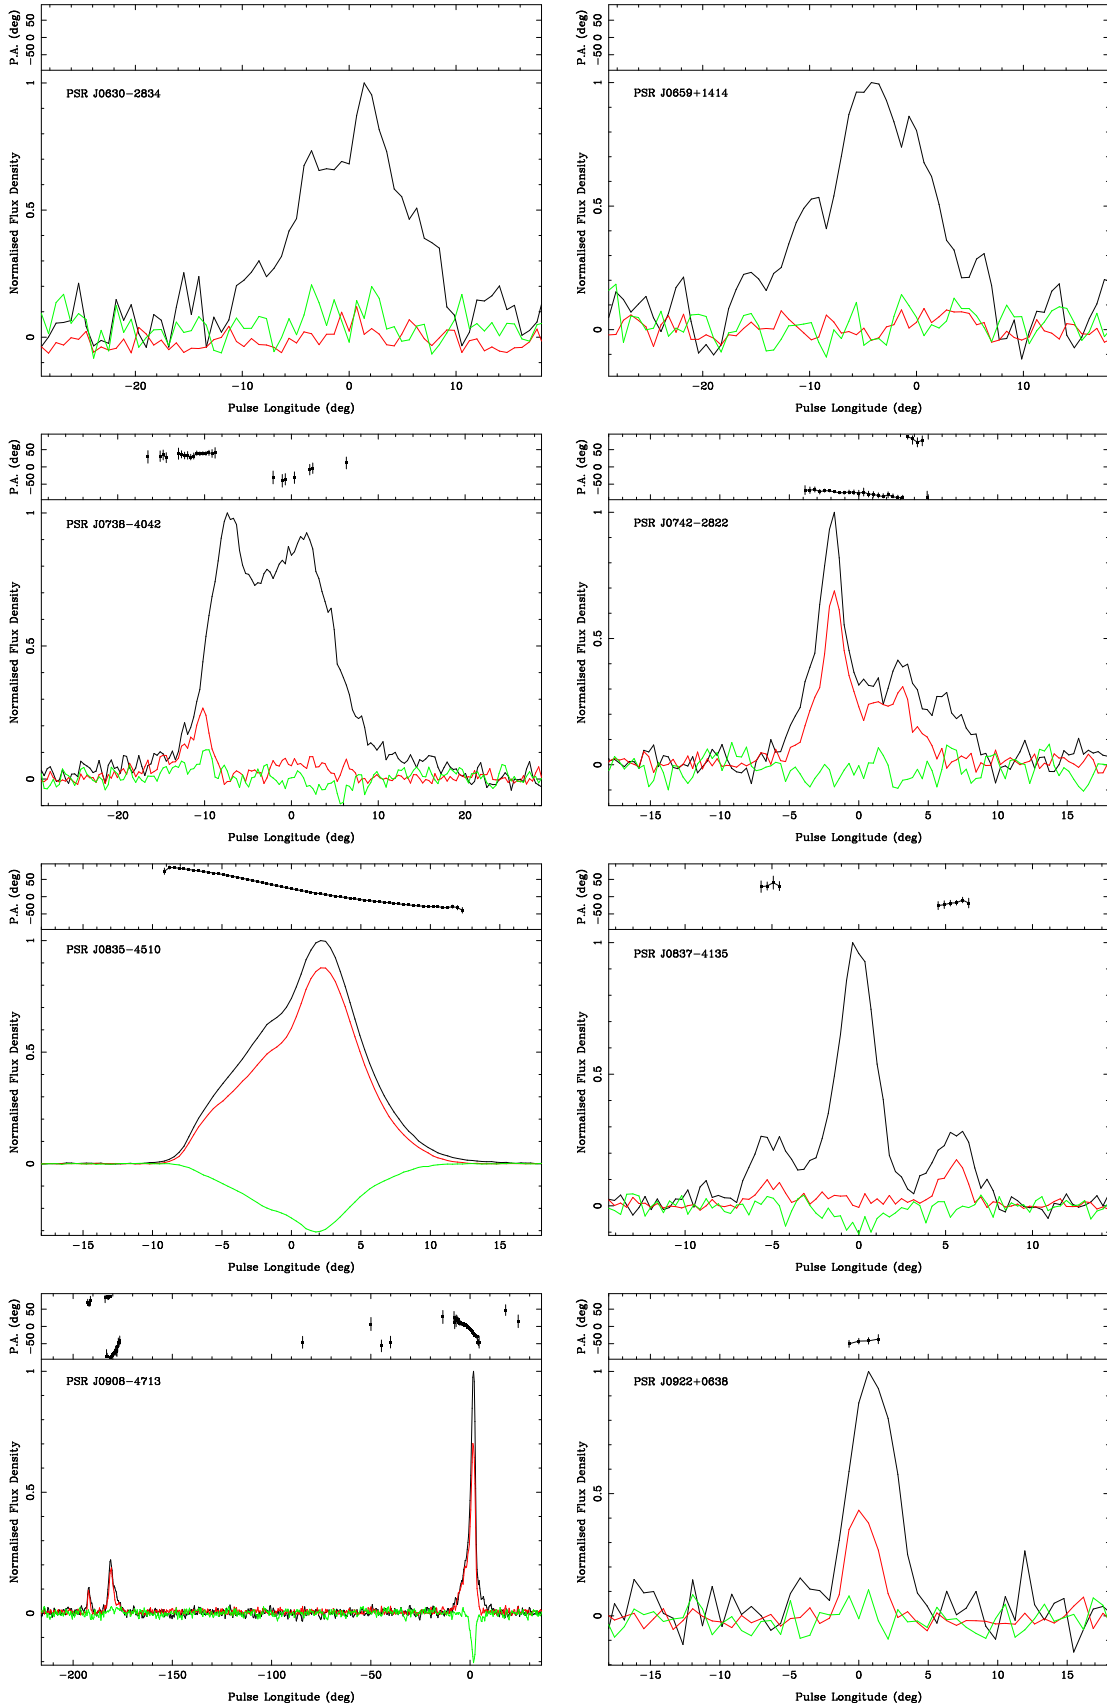 P.A. (deg)
−50 0 50
PSR J0630−2834
Normalised Flux Density
0 0.5 1
−20 −10 0 10
Pulse Longitude (deg)
P.A. (deg)
−50 0 50
PSR J0659+1414
Normalised Flux Density
0 0.5 1
−20 −10 0 10
Pulse Longitude (deg)
P.A. (deg)
−50 0 50
PSR J0738−4042
Normalised Flux Density
0 0.5 1
−20 −10 0 10 20
Pulse Longitude (deg)
P.A. (deg)
−50 0 50
PSR J0742−2822
Normalised Flux Density
0 0.5 1
−15 −10 −5 0 5 10 15
Pulse Longitude (deg)
P.A. (deg)
−50 0 50
PSR J0835−4510
Normalised Flux Density
0 0.5 1
−15 −10 −5 0 5 10 15
Pulse Longitude (deg)
P.A. (deg)
−50 0 50
PSR J0837−4135
Normalised Flux Density
0 0.5 1
−10 −5 0 5 10
Pulse Longitude (deg)
P.A. (deg)
−50 0 50
PSR J0908−4713
Normalised Flux Density
0 0.5 1
−200 −150 −100 −50 0
Pulse Longitude (deg)
P.A. (deg)
−50 0 50
PSR J0922+0638
Normalised Flux Density
0 0.5 1
−15 −10 −5 0 5 10 15
Pulse Longitude (deg)